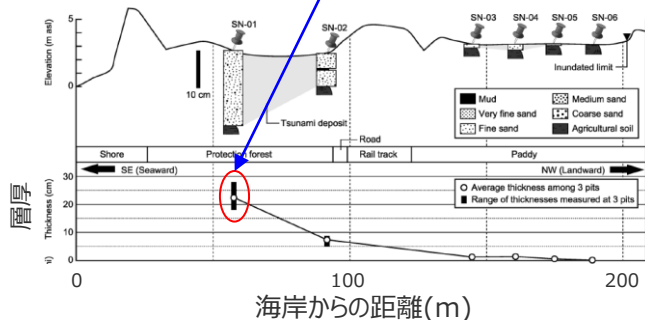 SN-01
SN-02
SN-03
SN-04
SN-05
SN-06
Elevation (m asl)
5
0
10 cm
Inundated limit
Tsunami deposit
Mud
Medium sand
Very fine sand
Coarse sand
Fine sand
Agricultural soil
Road
Shore
Protection forest
Rail track
Paddy
SE (Seaward)
NW (Landward)
層厚
Thickness (cm)
30
20
10
0
Average thickness among 3 pits
Range of thicknesses measured at 3 pits
0
100
200
海岸からの距離(m)